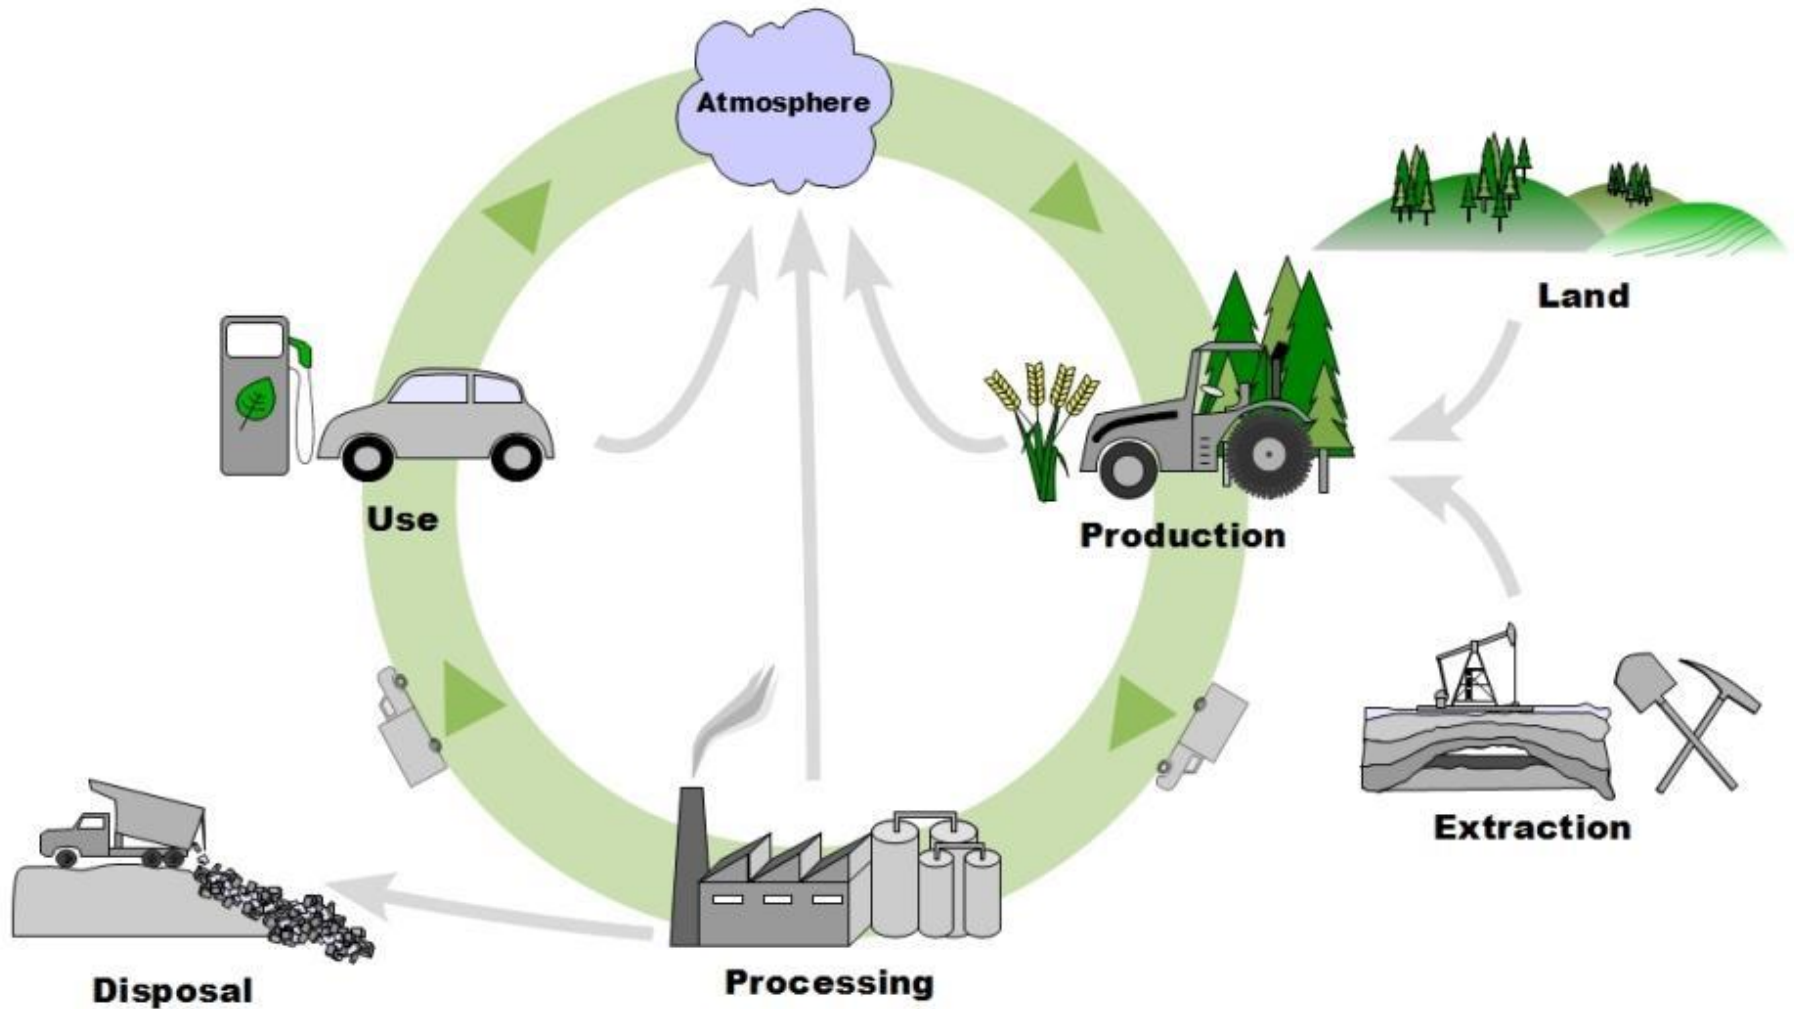 Atmosphere
Land
Use
Production
Extraction
Processing
Disposal